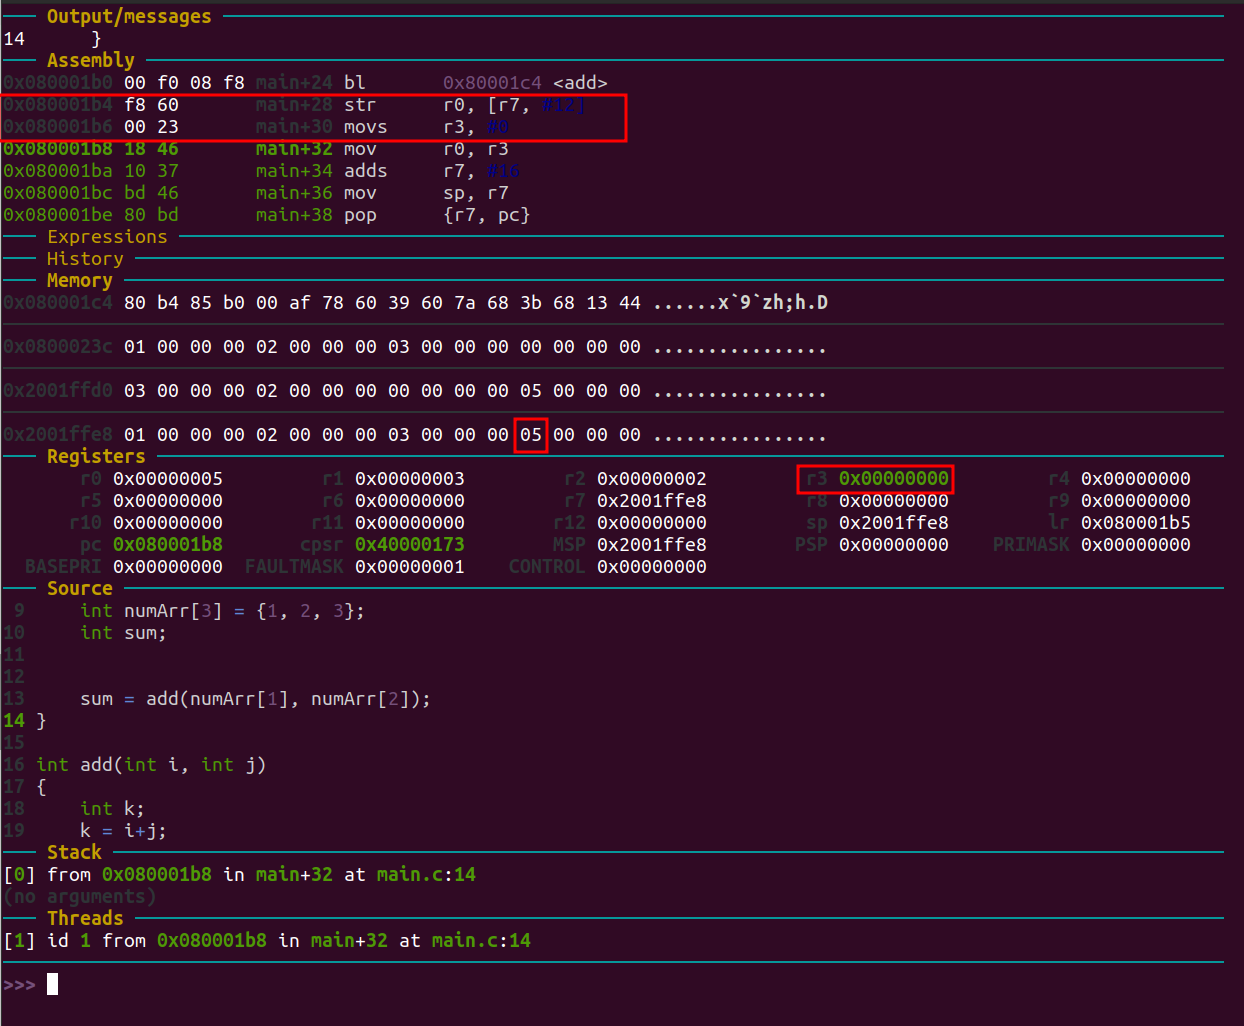 Output/messages
14      }
Assembly
0x080001b0 00 f0 08 f8 main+24 bl       0x80001c4 <add>
0x080001b4 f8 60       main+28 str      r0, [r7, #12]
0x080001b6 00 23       main+30 movs     r3, #0
0x080001b8 18 46       main+32 mov      r0, r3
0x080001ba 10 37       main+34 adds     r7, #16
0x080001bc bd 46       main+36 mov      sp, r7
0x080001be 80 bd       main+38 pop      {r7, pc}
Expressions
History
Memory
0x080001c4 80 b4 85 b0 00 af 78 60 39 60 7a 68 3b 68 13 44 ......x`9`zh;h.D
0x0800023c 01 00 00 00 02 00 00 00 03 00 00 00 00 00 00 00 ................
0x2001ffd0 03 00 00 00 02 00 00 00 00 00 00 00 05 00 00 00 ................
0x2001ffe8 01 00 00 00 02 00 00 00 03 00 00 00 05 00 00 00 ................
Registers
r0 0x00000005 r1 0x00000003 r2 0x00000002 r3 0x00000000 r4 0x00000000
r5 0x00000000 r6 0x00000000 r7 0x2001ffe8 r8 0x00000000 r9 0x00000000
r10 0x00000000 r11 0x00000000 r12 0x00000000 sp 0x2001ffe8 lr 0x080001b5
pc 0x080001b8 cpsr 0x40000173 MSP 0x2001ffe8 PSP 0x00000000 PRIMASK 0x00000000
BASEPRI 0x00000000 FAULTMASK 0x00000001 CONTROL 0x00000000
Source
9     int numArr[3] = {1, 2, 3};
10     int sum;
11
12
13     sum = add(numArr[1], numArr[2]);
14 }
15
16 int add(int i, int j)
17 {
18     int k;
19     k = i+j;
Stack
[0] from 0x080001b8 in main+32 at main.c:14
(no arguments)
Threads
[1] id 1 from 0x080001b8 in main+32 at main.c:14
>>>